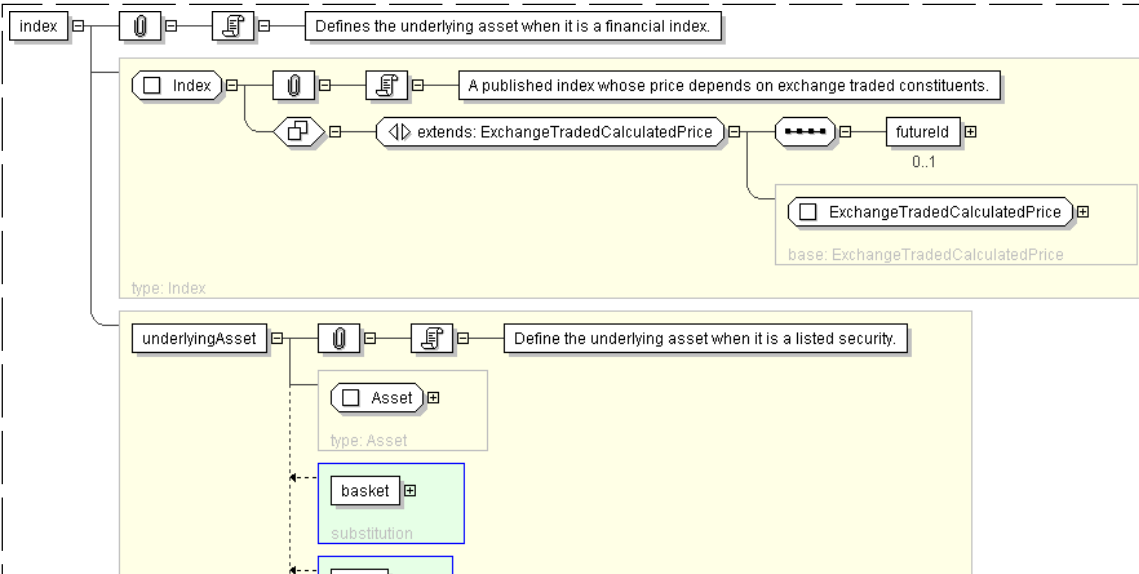 index
Defines the underlying asset when it is a financial index.
Index
A published index whose price depends on exchange traded constituents.
extends: ExchangeTradedCalculatedPrice
futureId
0..1
ExchangeTradedCalculatedPrice
base: ExchangeTradedCalculatedPrice
type: Index
underlyingAsset
Define the underlying asset when it is a listed security.
Asset
type: Asset
basket
substitution